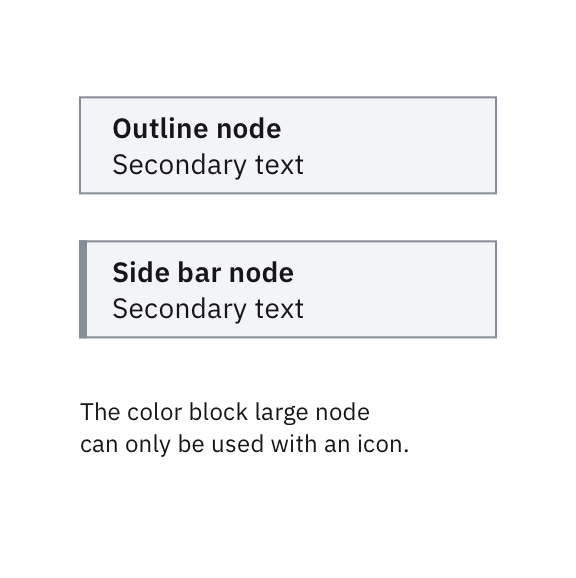 Outline node
Secondary text
Side bar node
Secondary text
The color block large node
can only be used with an icon.